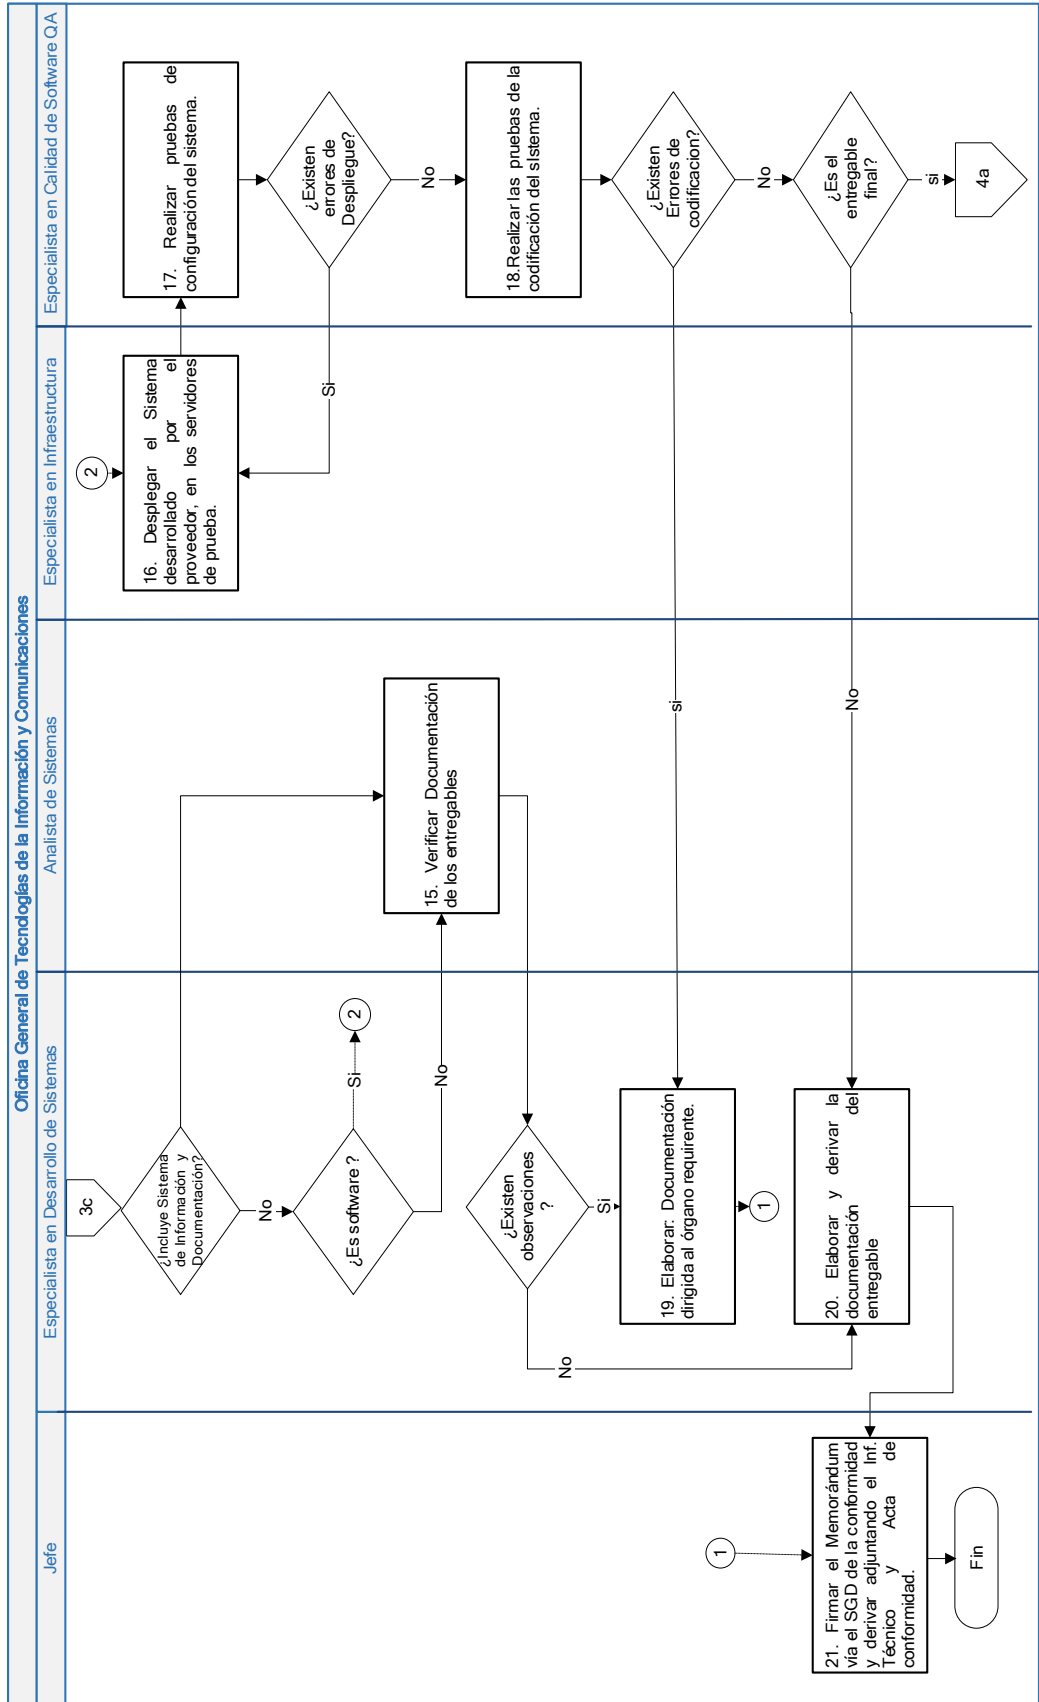 Oficina General de Tecnologías de la Información y Comunicaciones
Jefe
Especialista en Desarrollo de Sistemas
Analista de Sistemas
Especialista en Infraestructura
Especialista en Calidad de Software QA
3c
¿Incluye Sistema
de Información y
Documentación?
No
¿Es software ?
Si
2
No
15. Verificar Documentación
de los entregables
2
16. Desplegar el Sistema
desarrollado por el
proveedor, en los servidores
de prueba.
17. Realizar pruebas de
configuración del sistema.
¿Existen
errores de
Despliegue?
Si
No
18.Realizar las pruebas de la
codificación del sistema.
¿Existen
observaciones
?
Si
No
¿Existen
Errores de
codificacion?
si
No
19. Elaborar: Documentación
dirigida al órgano requirente.
1
¿Es el
entregable
final?
No
si
4a
20. Elaborar y derivar la
documentación del
entregable
1
21. Firmar el Memorándum
vía el SGD de la conformidad
y derivar adjuntando el Inf.
Técnico y Acta de
conformidad.
Fin